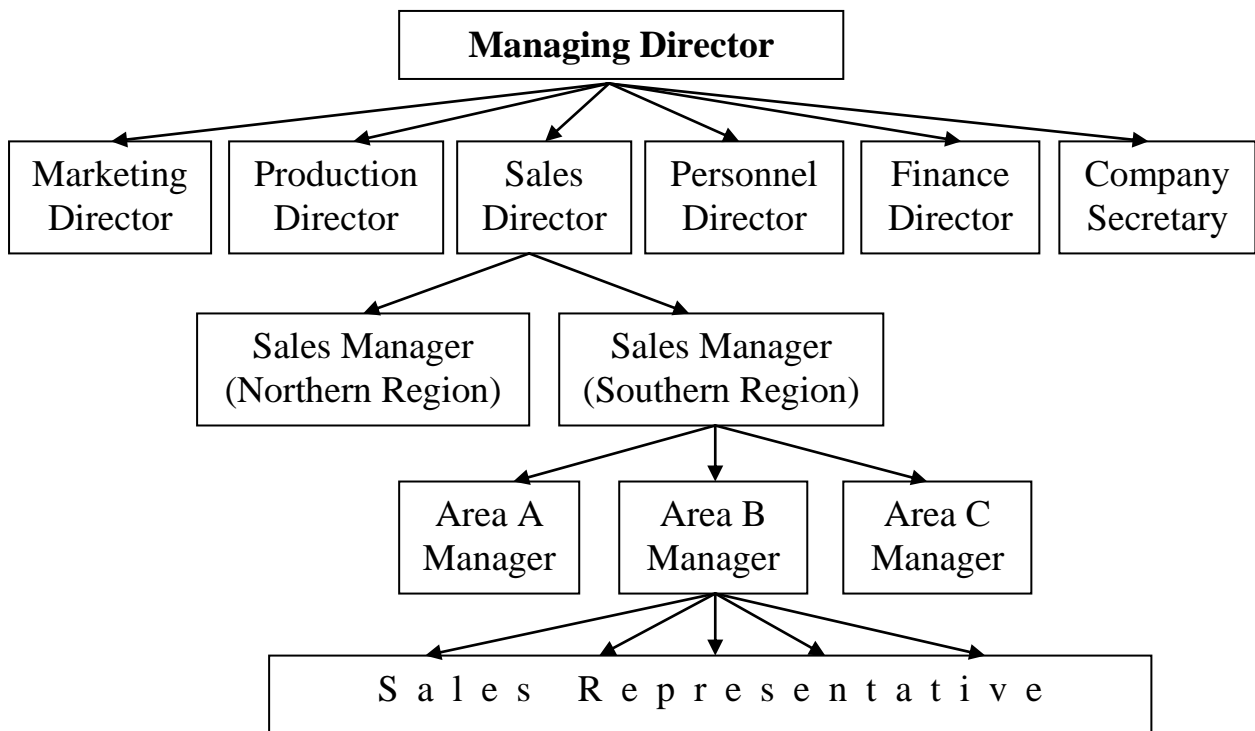 Managing Director
Marketing
Director
Production
Director
Sales
Director
Personnel
Director
Finance
Director
Company
Secretary
Sales Manager
(Northern Region)
Sales Manager
(Southern Region)
Area A
Manager
Area B
Manager
Area C
Manager
S a l e s R e p r e s e n t a t i v e